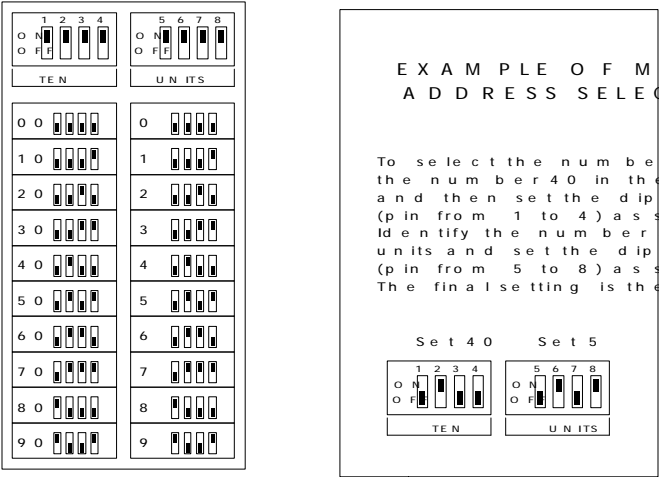 1 2 3 4
ON
OFF
TEN
5 6 7 8
ON
OFF
UNITS
00
10
20
30
40
50
60
70
80
90
0
1
2
3
4
5
6
7
8
9
EXAMPLE OF M
ADDRESS SELE
To select the numbe
the number 40 in the
and then set the dip
(pin from 1 to 4) as s
Identify the number
units and set the dip
(pin from 5 to 8) as s
The final setting is the
Set 40
1 2 3 4
ON
OFF
TEN
Set 5
5 6 7 8
ON
OFF
UNITS